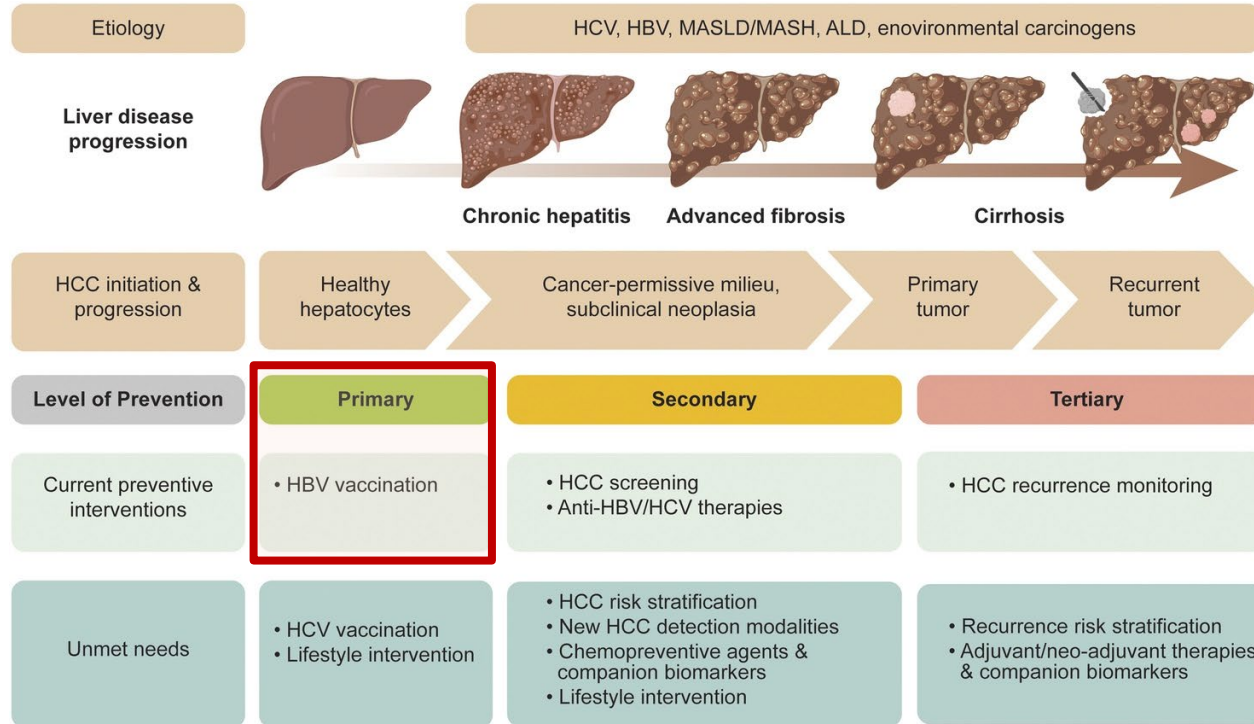 Etiology
HCV, HBV, MASLD/MASH, ALD, enovironmental carcinogens
Liver disease
progression
Chronic hepatitis
Advanced fibrosis
Cirrhosis
HCC initiation &
progression
Healthy
hepatocytes
Cancer-permissive milieu,
subclinical neoplasia
Primary
tumor
Recurrent
tumor
Level of Prevention
Primary
Secondary
Tertiary
Current preventive
interventions
• HBV vaccination
• HCC screening
• Anti-HBV/HCV therapies
• HCC recurrence monitoring
Unmet needs
• HCV vaccination
• Lifestyle intervention
• HCC risk stratification
• New HCC detection modalities
• Chemopreventive agents &
companion biomarkers
• Lifestyle intervention
• Recurrence risk stratification
• Adjuvant/neo-adjuvant therapies
& companion biomarkers